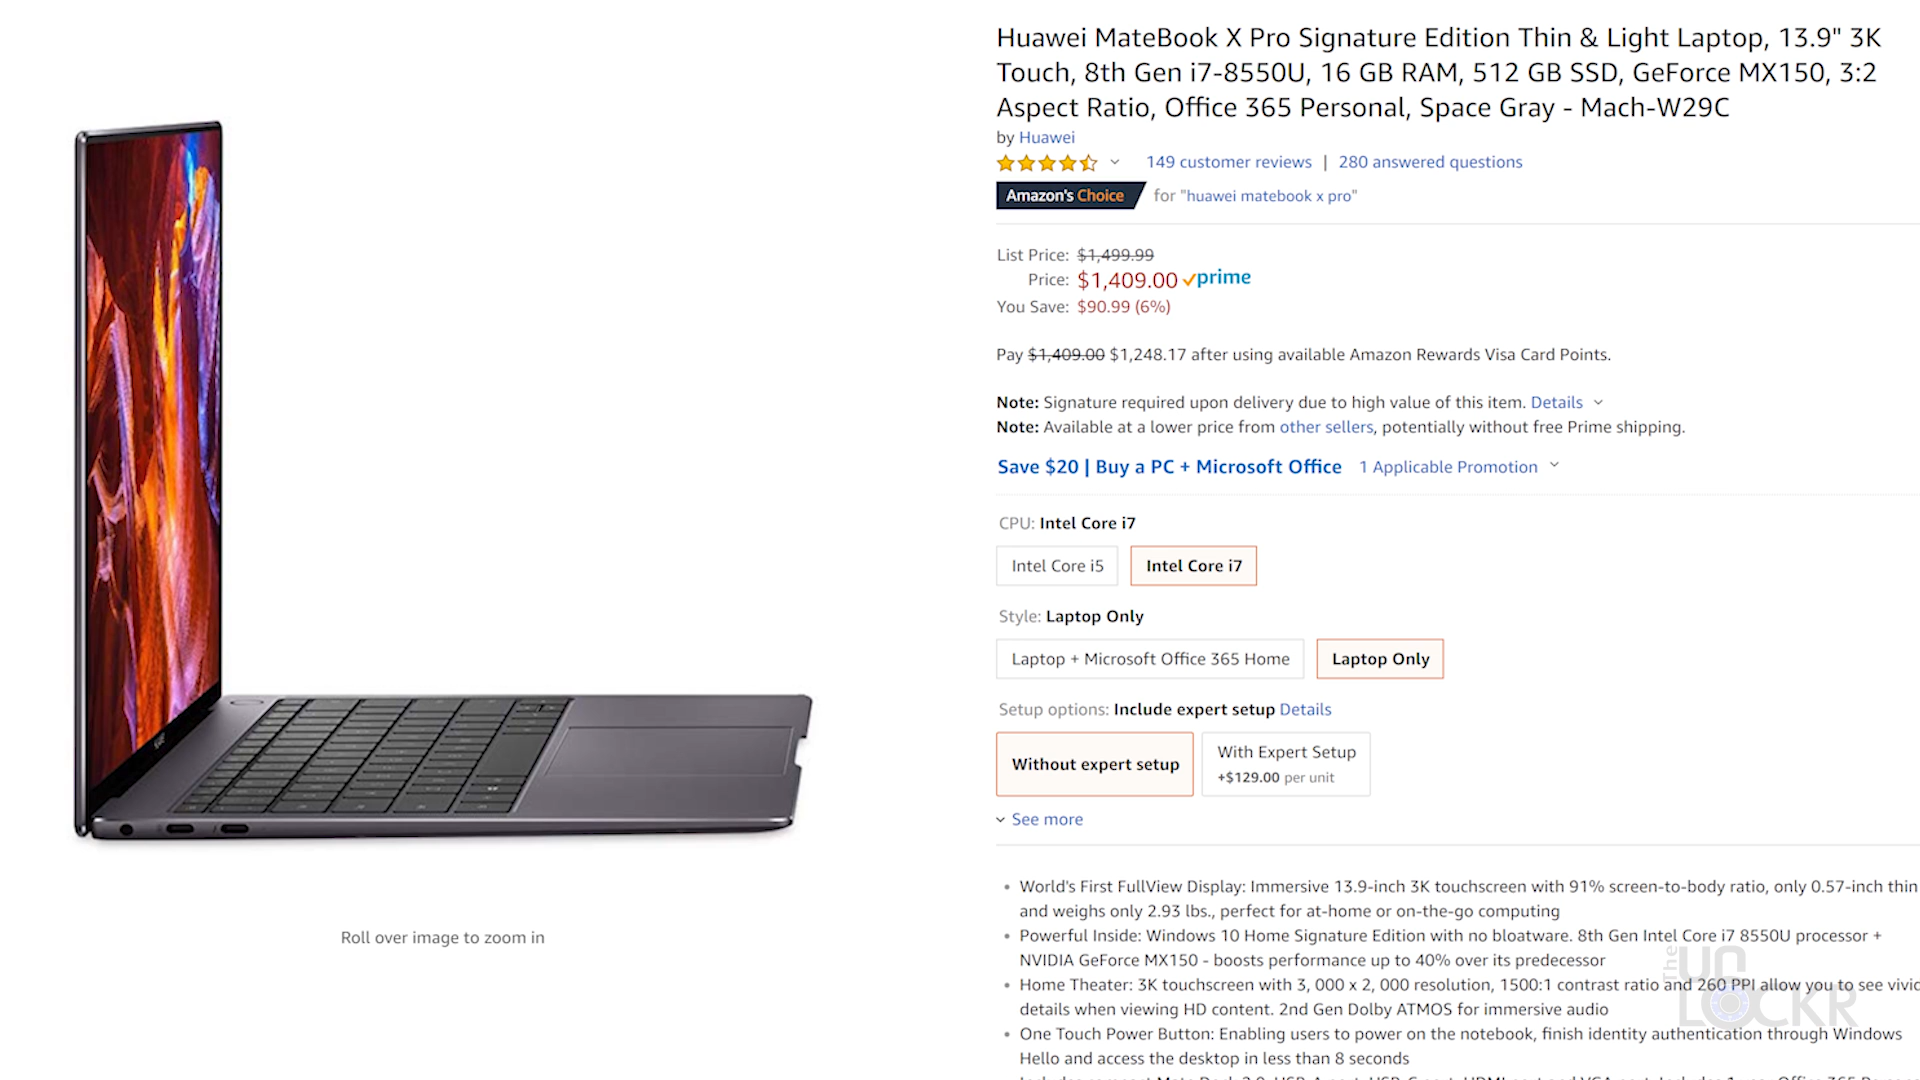 Huawei MateBook X Pro Signature Edition Thin & Light Laptop, 13.9" 3K
Touch, 8th Gen i7-8550U, 16 GB RAM, 512 GB SSD, GeForce MX150, 3:2
Aspect Ratio, Office 365 Personal, Space Gray - Mach-W29C
by Huawei
149 customer reviews | 280 answered questions
Amazon's Choice for "huawei matebook x pro"
List Price: $1,499.99
Price: $1,409.00 prime
You Save: $90.99 (6%)
Pay $1,409.00 $1,248.17 after using available Amazon Rewards Visa Card Points.
Note: Signature required upon delivery due to high value of this item. Details
Note: Available at a lower price from other sellers, potentially without free Prime shipping.
Save $20 | Buy a PC + Microsoft Office 1 Applicable Promotion
CPU: Intel Core i7
Intel Core i5 Intel Core i7
Style: Laptop Only
Laptop + Microsoft Office 365 Home Laptop Only
Setup options: Include expert setup Details
Without expert setup With Expert Setup
+$129.00 per unit
See more
• World's First FullView Display: Immersive 13.9-inch 3K touchscreen with 91% screen-to-body ratio, only 0.57-inch thin
and weighs only 2.93 lbs., perfect for at-home or on-the-go computing
• Powerful Inside: Windows 10 Home Signature Edition with no bloatware. 8th Gen Intel Core i7 8550U processor +
NVIDIA GeForce MX150 - boosts performance up to 40% over its predecessor
• Home Theater: 3K touchscreen with 3, 000 x 2, 000 resolution, 1500:1 contrast ratio and 260 PPI allow you to see vivid
details when viewing HD content. 2nd Gen Dolby ATMOS for immersive audio
• One Touch Power Button: Enabling users to power on the notebook, finish identity authentication through Windows
Hello and access the desktop in less than 8 seconds
Roll over image to zoom in
The UNLOCKR